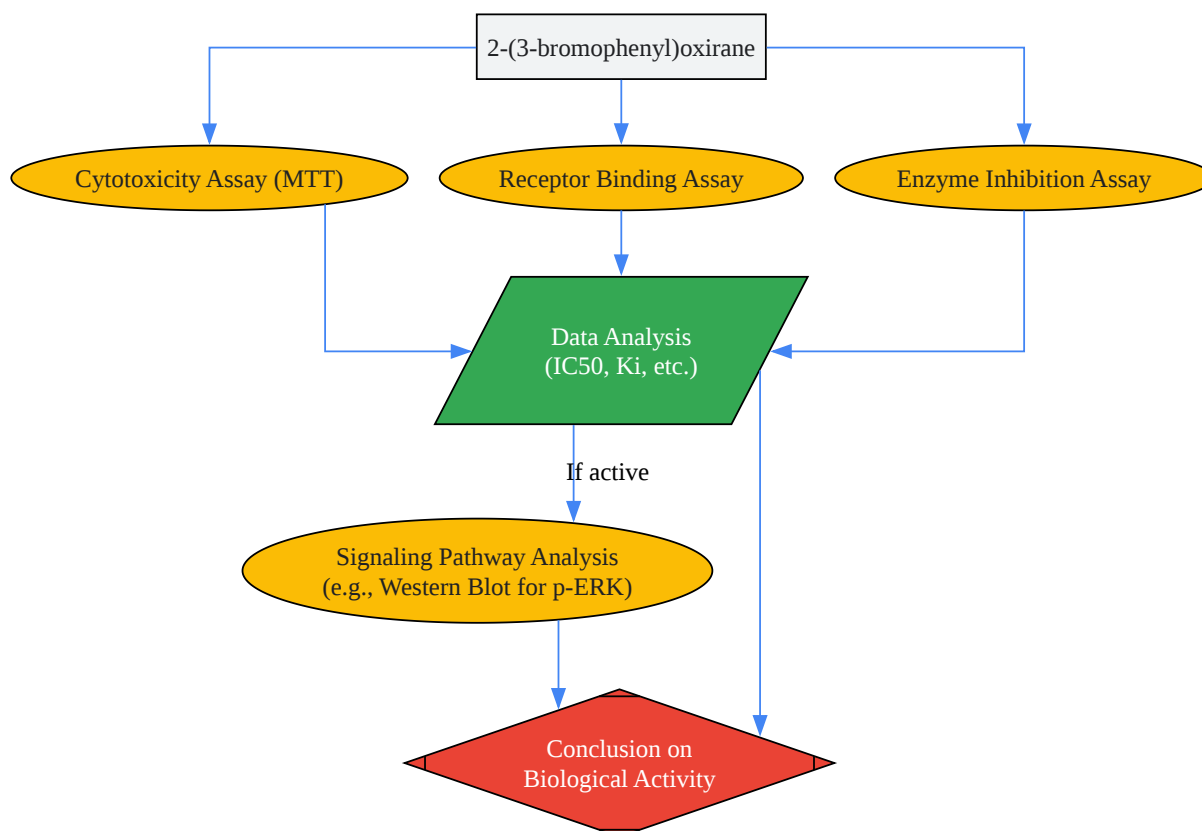 2-(3-bromophenyl)oxirane
Cytotoxicity Assay (MTT)
Receptor Binding Assay
Enzyme Inhibition Assay
Data Analysis
(IC50, Ki, etc.)
If active
Signaling Pathway Analysis
(e.g., Western Blot for p-ERK)
Conclusion on
Biological Activity